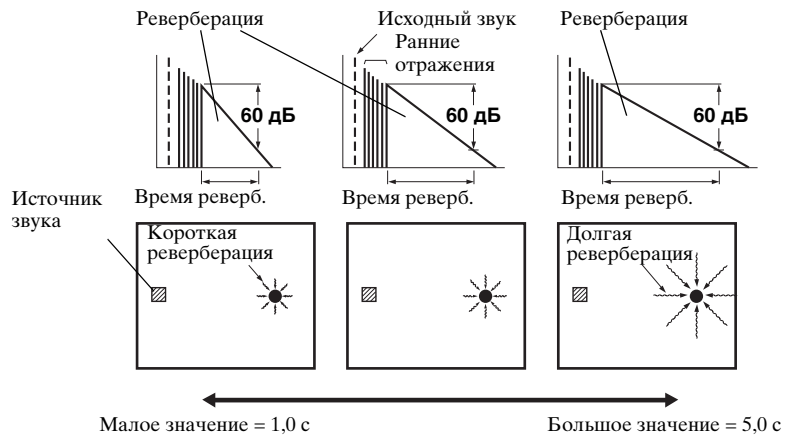 Реверберация
Исходный звук
Ранние
отражения
Реверберация
60 дБ
60 дБ
60 дБ
Время реверб.
Время реверб.
Время реверб.
Источник
звука
Короткая
реверберация
Долгая
реверберация
Малое значение = 1,0 с
Большое значение = 5,0 с